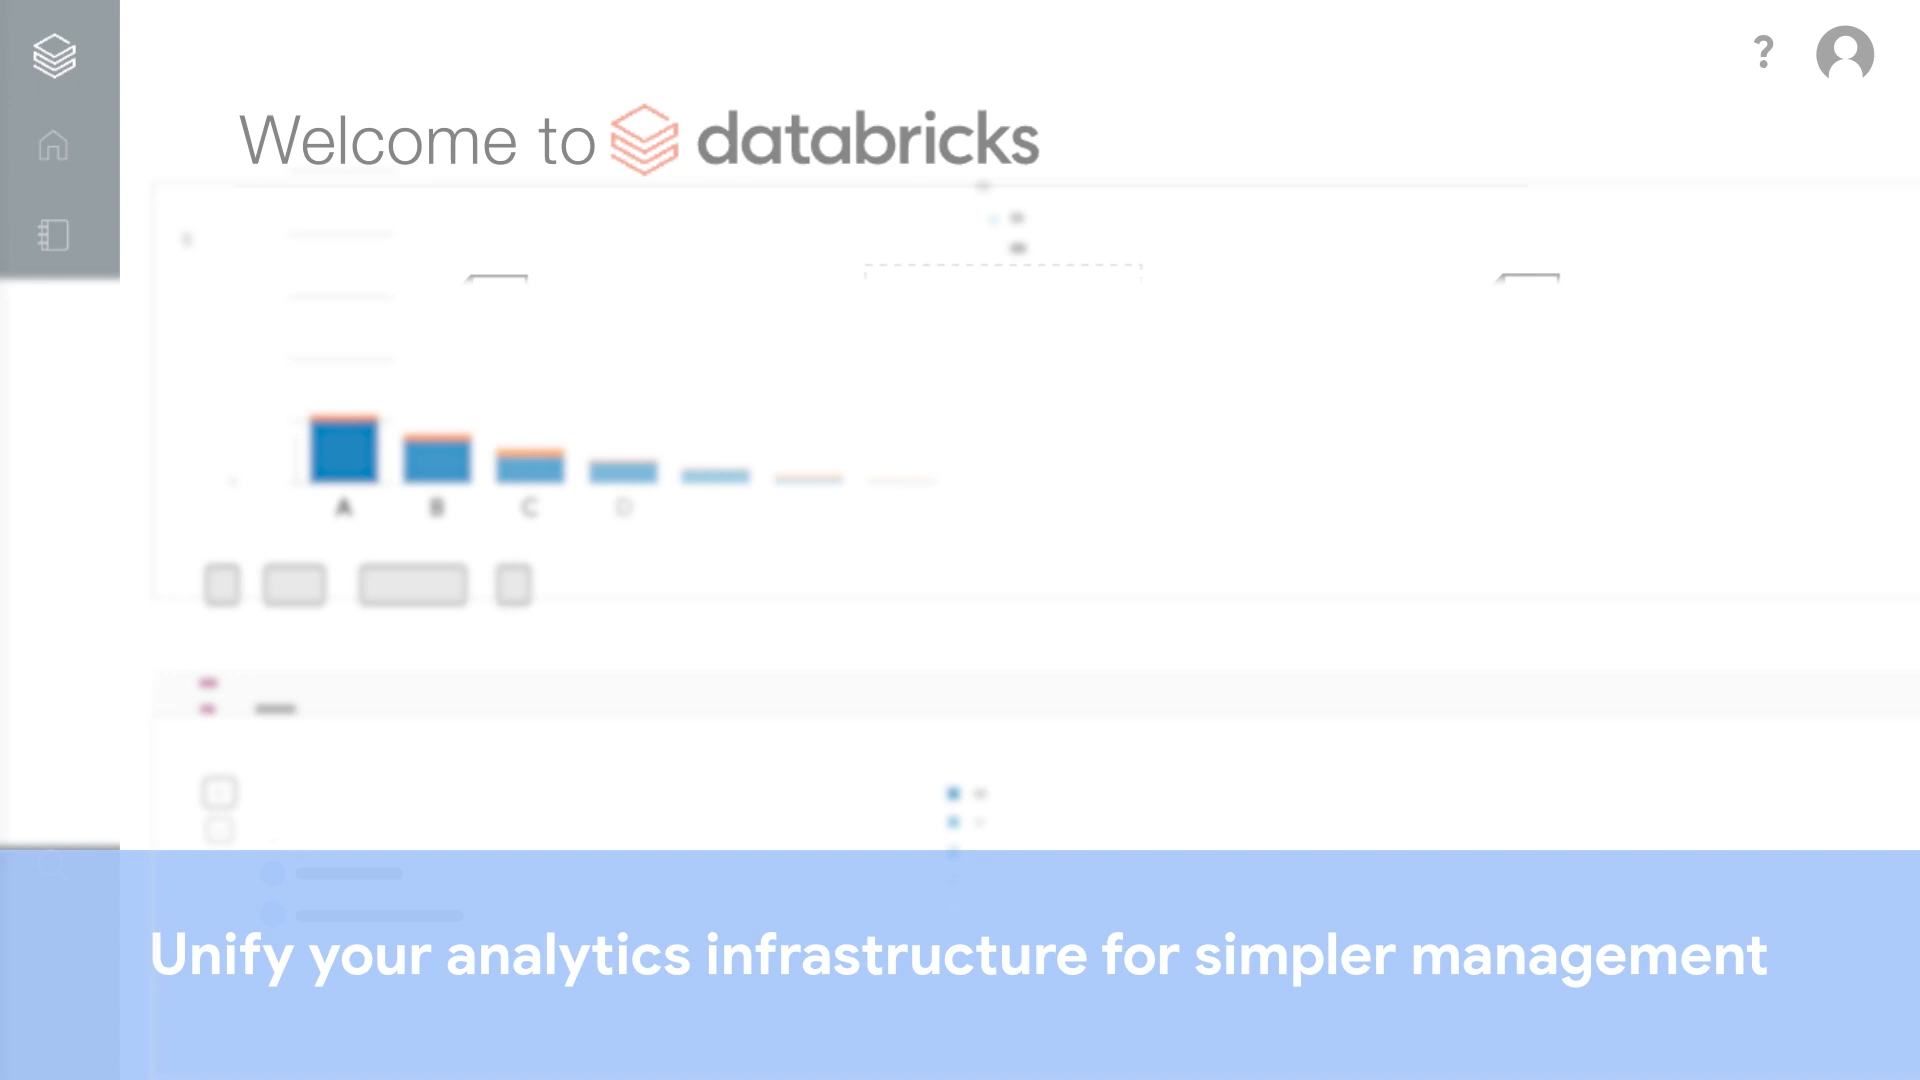 ?
Welcome to databricks
A B C D
Unify your analytics infrastructure for simpler management